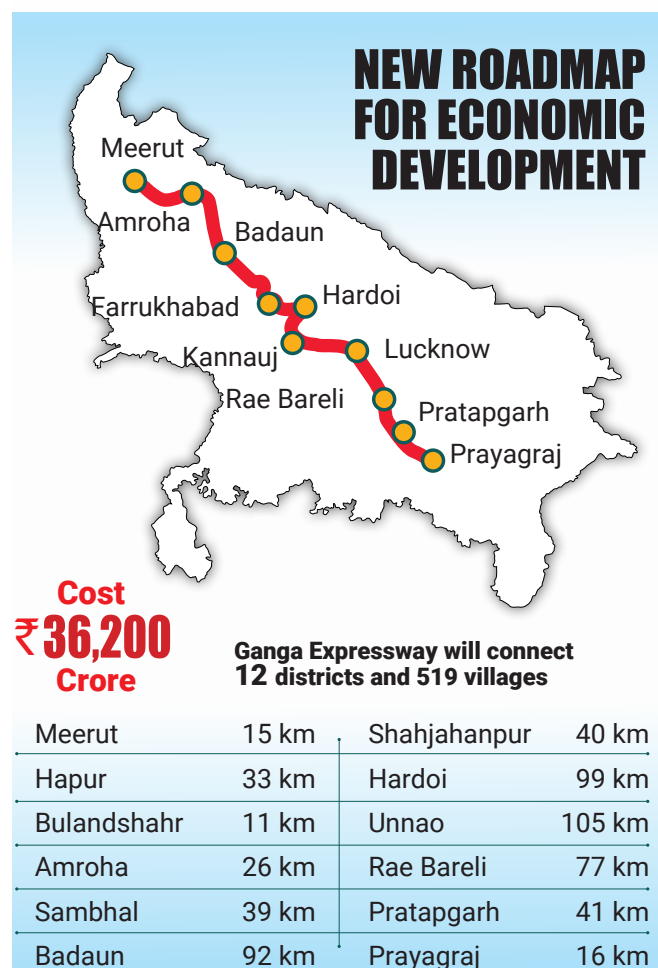 NEW ROADMAP
FOR ECONOMIC
DEVELOPMENT
Meerut
Amroha
Badaun
Farrukhabad
Hardoi
Kannauj
Lucknow
Rae Bareli
Pratapgarh
Prayagraj
Cost
₹36,200
Crore
Ganga Expressway will connect
12 districts and 519 villages
Meerut 15 km
Hapur 33 km
Bulandshahr 11 km
Amroha 26 km
Sambhal 39 km
Badaun 92 km
Shahjahanpur 40 km
Hardoi 99 km
Unnao 105 km
Rae Bareli 77 km
Pratapgarh 41 km
Prayagraj 16 km